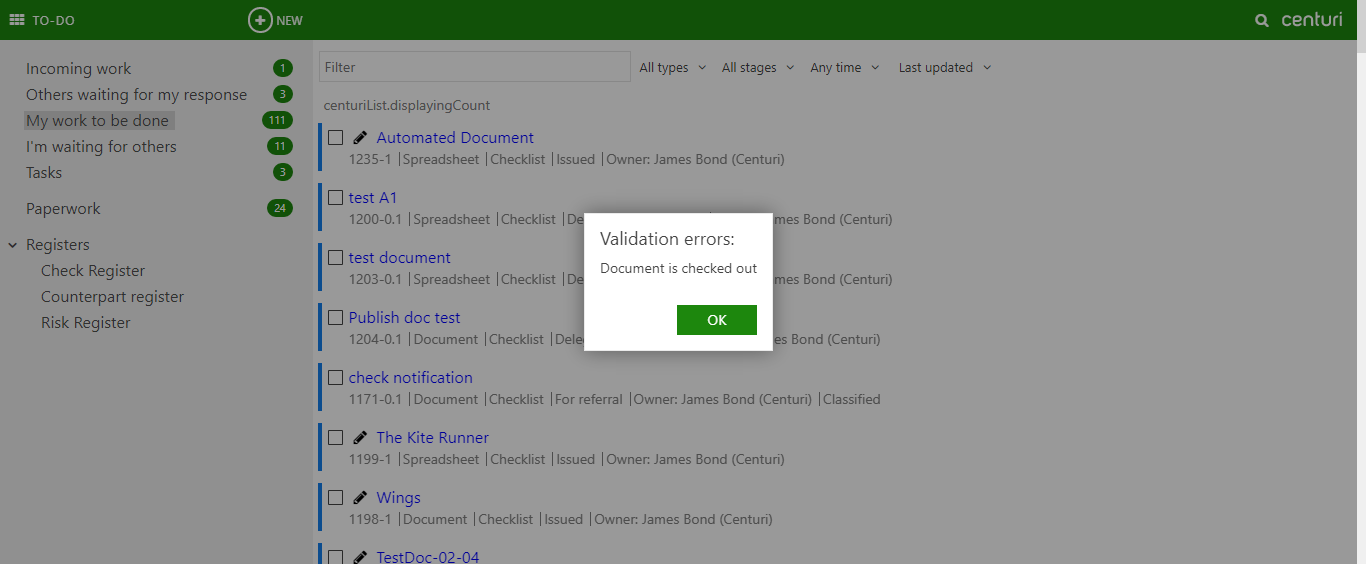 TO-DO
NEW
centuri
Incoming work 1
Others waiting for my response 3
My work to be done 111
I'm waiting for others 11
Tasks 3
Paperwork 24
Registers
Check Register
Counterpart register
Risk Register
Filter All types All stages Any time Last updated
centuriList.displayingCount
Automated Document
1235-1 |Spreadsheet |Checklist |Issued |Owner: James Bond (Centuri)
test A1
1200-0.1 |Spreadsheet |Checklist |De mes Bond (Centuri)
test document
1203-0.1 |Spreadsheet |Checklist |De mes Bond (Centuri)
Publish doc test
1204-0.1 |Document |Checklist |Dele s Bond (Centuri)
check notification
1171-0.1 |Document |Checklist |For referral |Owner: James Bond (Centuri) |Classified
The Kite Runner
1199-1 |Spreadsheet |Checklist |Issued |Owner: James Bond (Centuri)
Wings
1198-1 |Document |Checklist |Issued |Owner: James Bond (Centuri)
TestDoc-02-04
Validation errors:
Document is checked out
OK